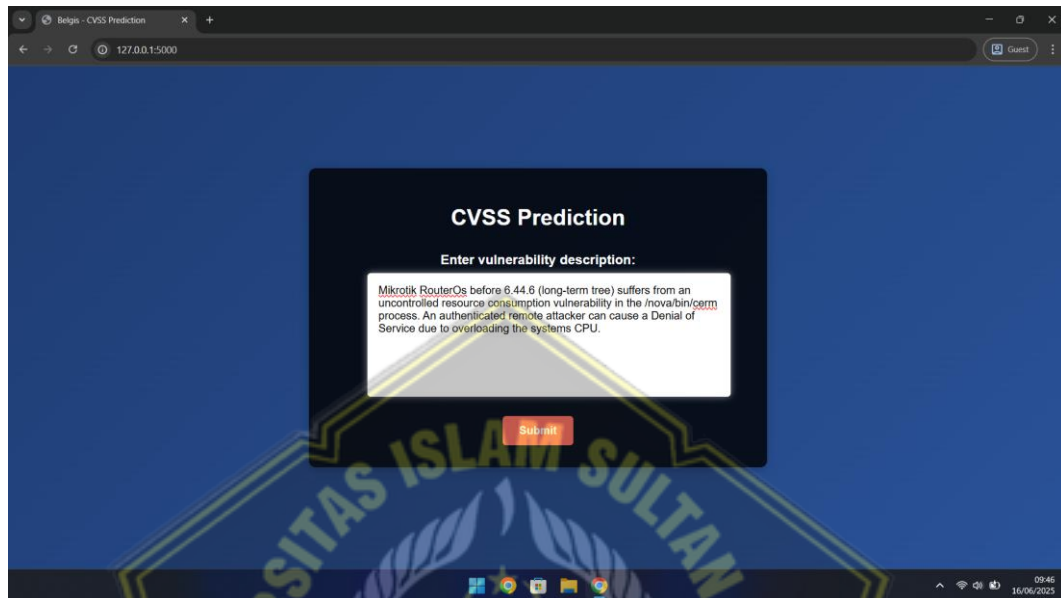 Belgis - CVSS Prediction
127.0.0.1:5000
Guest
CVSS Prediction
Enter vulnerability description:
Mikrotik RouterOs before 6.44.6 (long-term tree) suffers from an
uncontrolled resource consumption vulnerability in the /nova/bin/cerm
process. An authenticated remote attacker can cause a Denial of
Service due to overloading the systems CPU.
Submit
SITAS ISLAM SULTAN
09:46
16/06/2025